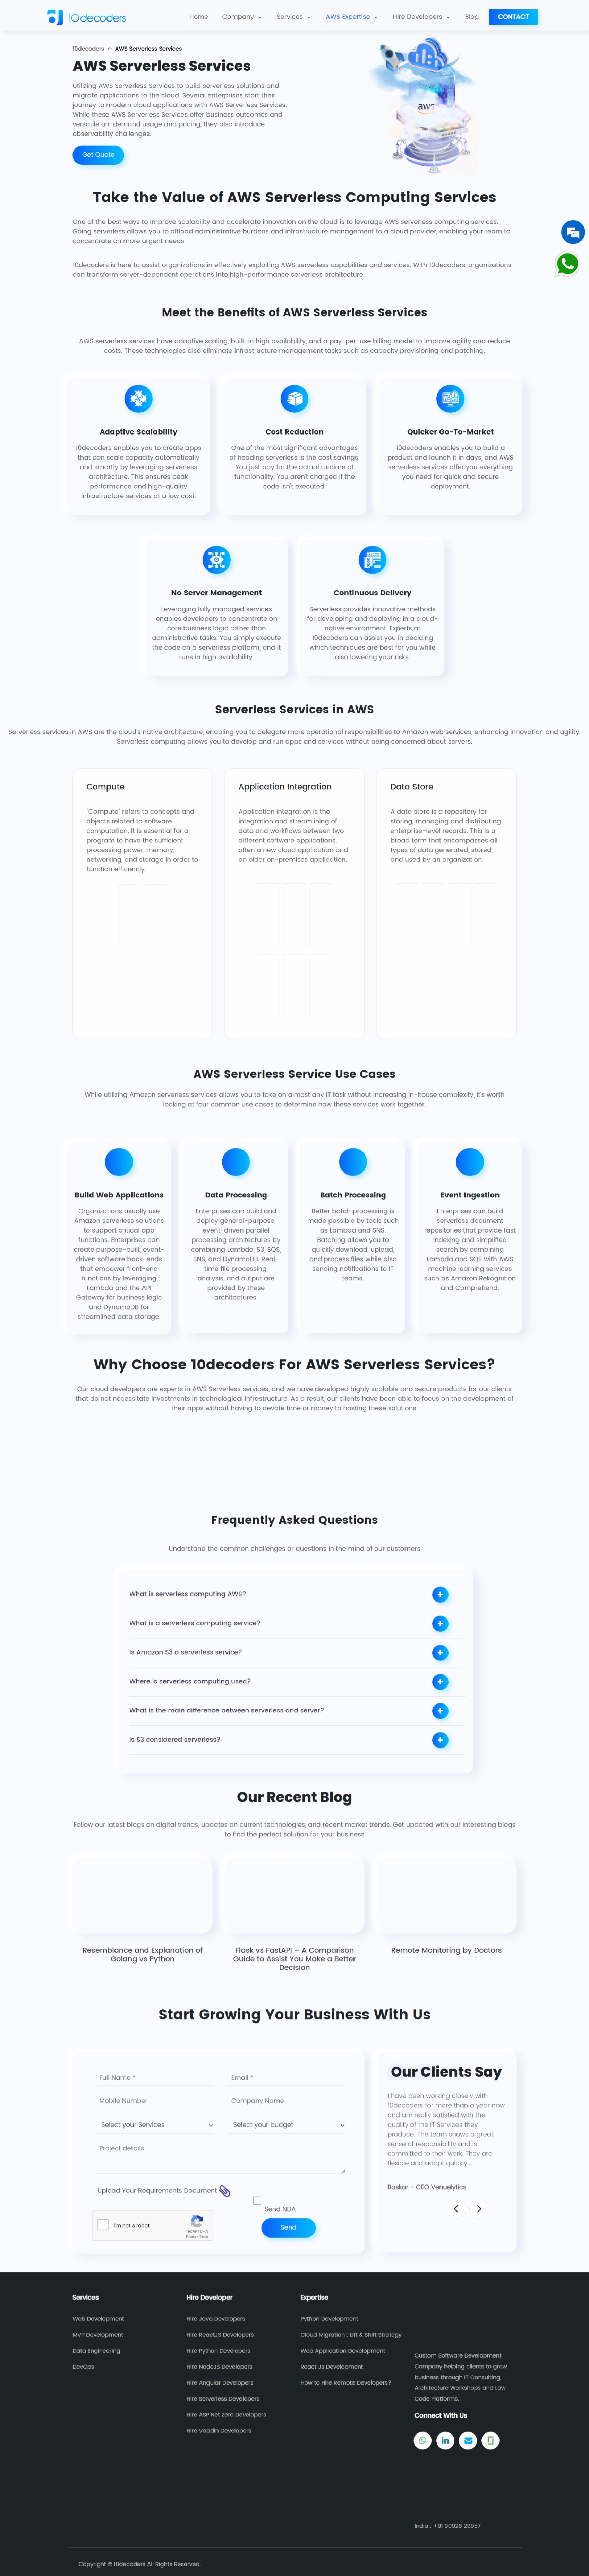 10decoders
Home
Company
Services
AWS Expertise
Hire Developers
Blog
CONTACT
10decoders
AWS Serverless Services
AWS Serverless Services
Utilizing AWS Serverless Services to build serverless solutions and
migrate applications to the cloud. Several enterprises start their
journey to modern cloud applications with AWS Serverless Services.
While these AWS Serverless Services offer business outcomes and
versatile on-demand usage and pricing, they also introduce
observability challenges.
Get Quote
aws
Take the Value of AWS Serverless Computing Services
One of the best ways to improve scalability and accelerate innovation on the cloud is to leverage AWS serverless computing services.
Going serverless allows you to offload administrative burdens and infrastructure management to a cloud provider, enabling your team to
concentrate on more urgent needs.
10decoders is here to assist organizations in effectively exploiting AWS serverless capabilities and services. With 10decoders, organizations
can transform server-dependent operations into high-performance serverless architecture.
Meet the Benefits of AWS Serverless Services
AWS serverless services have adaptive scaling, built-in high availability, and a pay-per-use billing model to improve agility and reduce
costs. These technologies also eliminate infrastructure management tasks such as capacity provisioning and patching.
Adaptive Scalability
10decoders enables you to create apps
that can scale capacity automatically
and smartly by leveraging serverless
architecture. This ensures peak
performance and high-quality
infrastructure services at a low cost.
Cost Reduction
One of the most significant advantages
of heading serverless is the cost savings.
You just pay for the actual runtime of
functionality. You aren't charged if the
code isn't executed.
Quicker Go-To-Market
10decoders enables you to build a
product and launch it in days, and AWS
serverless services offer you everything
you need for quick and secure
deployment.
No Server Management
Leveraging fully managed services
enables developers to concentrate on
core business logic rather than
administrative tasks. You simply execute
the code on a serverless platform, and it
runs in high availability.
Continuous Delivery
Serverless provides innovative methods
for developing and deploying in a cloud-
native environment. Experts at
10decoders can assist you in deciding
which techniques are best for you while
also lowering your risks.
Serverless Services in AWS
Serverless services in AWS are the cloud's native architecture, enabling you to delegate more operational responsibilities to Amazon web services, enhancing innovation and agility.
Serverless computing allows you to develop and run apps and services without being concerned about servers.
Compute
"Compute" refers to concepts and
objects related to software
computation. It is essential for a
program to have the sufficient
processing power, memory,
networking, and storage in order to
function efficiently.
Application Integration
Application integration is the
integration and streamlining of
data and workflows between two
different software applications,
often a new cloud application and
an older on-premises application.
Data Store
A data store is a repository for
storing, managing and distributing
enterprise-level records. This is a
broad term that encompasses all
types of data generated, stored,
and used by an organization.
AWS Serverless Service Use Cases
While utilizing Amazon serverless services allows you to take on almost any IT task without increasing in-house complexity, it's worth
looking at four common use cases to determine how these services work together.
Build Web Applications
Organizations usually use
Amazon serverless solutions
to support critical app
functions. Enterprises can
create purpose-built, event-
driven software back-ends
that empower front-end
functions by leveraging
Lambda and the API
Gateway for business logic
and DynamoDB for
streamlined data storage.
Data Processing
Enterprises can build and
deploy general-purpose,
event-driven parallel
processing architectures by
combining Lambda, S3, SQS,
SNS, and DynamoDB. Real-
time file processing,
analysis, and output are
provided by these
architectures.
Batch Processing
Better batch processing is
made possible by tools such
as Lambda and SNS.
Batching allows you to
quickly download, upload,
and process files while also
sending notifications to IT
teams.
Event Ingestion
Enterprises can build
serverless document
repositories that provide fast
indexing and simplified
search by combining
Lambda and SQS with AWS
machine learning services
such as Amazon Rekognition
and Comprehend.
Why Choose 10decoders For AWS Serverless Services?
Our cloud developers are experts in AWS Serverless services, and we have developed highly scalable and secure products for our clients
that do not necessitate investments in technological infrastructure. As a result, our clients have been able to focus on the development of
their apps without having to devote time or money to hosting these solutions.
Frequently Asked Questions
Understand the common challenges or questions in the mind of our customers
What is serverless computing AWS?
What is a serverless computing service?
Is Amazon S3 a serverless service?
Where is serverless computing used?
What is the main difference between serverless and server?
Is S3 considered serverless?
Our Recent Blog
Follow our latest blogs on digital trends, updates on current technologies, and recent market trends. Get updated with our interesting blogs
to find the perfect solution for your business
Resemblance and Explanation of
Golang vs Python
Flask vs FastAPI – A Comparison
Guide to Assist You Make a Better
Decision
Remote Monitoring by Doctors
Start Growing Your Business With Us
Full Name *
Email *
Mobile Number
Company Name
Select your Services
Select your budget
Project details
Upload Your Requirements Document
Send NDA
I'm not a robot
reCAPTCHA
Privacy - Terms
Send
Our Clients Say
I have been working closely with
10decoders for more than a year now
and am really satisfied with the
quality of the IT Services they
produce. The team shows a great
sense of responsibility and is
committed to their work. They are
flexible and adapt quickly...
Baskar - CEO Venuelytics
Services
Web Development
MVP Development
Data Engineering
DevOps
Hire Developer
Hire Java Developers
Hire ReactJS Developers
Hire Python Developers
Hire NodeJS Developers
Hire Angular Developers
Hire Serverless Developers
Hire ASP.Net Zero Developers
Hire Vaadin Developers
Expertise
Python Development
Cloud Migration : Lift & Shift Strategy
Web Application Development
React Js Development
How to Hire Remote Developers?
Custom Software Development
Company helping clients to grow
business through IT Consulting,
Architecture Workshops and Low
Code Platforms.
Connect With Us
India : +91 90926 29957
Copyright © 10decoders All Rights Reserved.